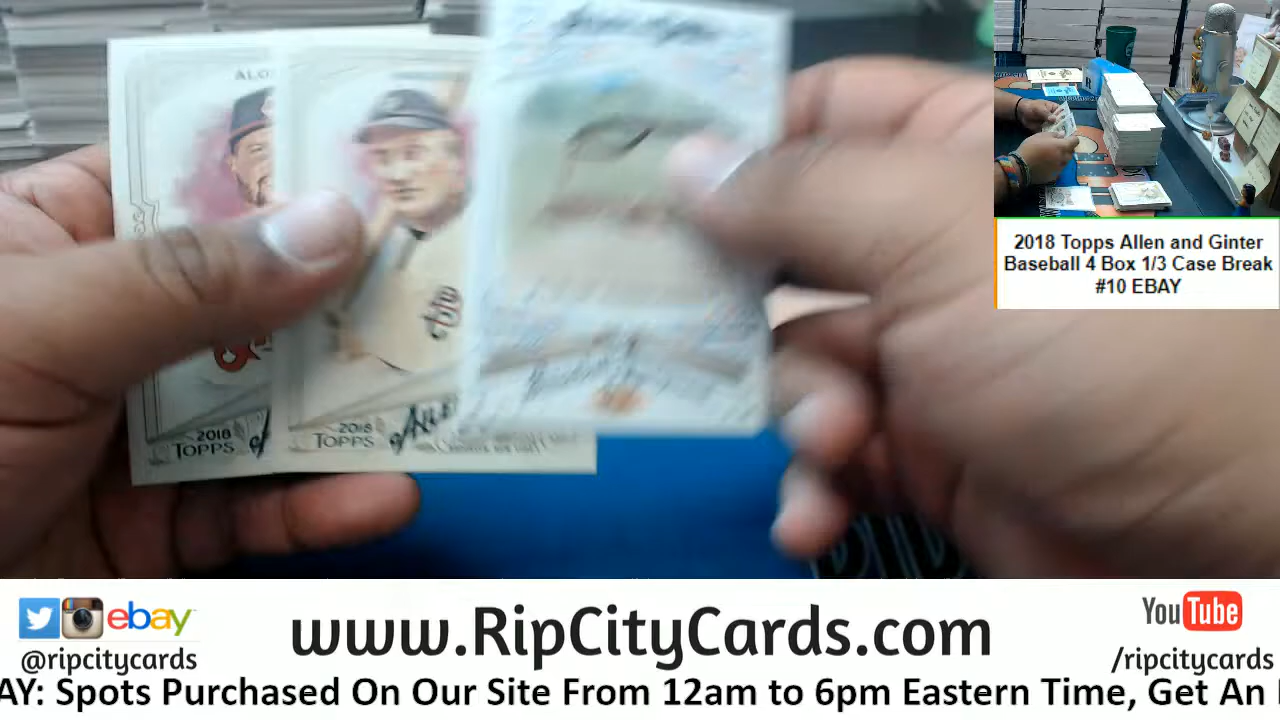 ALO
2018
TOPPS
2018
TOPPS
2018 Topps Allen and Ginter
Baseball 4 Box 1/3 Case Break
#10 EBAY
ebay
@ripcitycards
www.RipCityCards.com
YouTube
/ripcitycards
AY: Spots Purchased On Our Site From 12am to 6pm Eastern Time, Get An